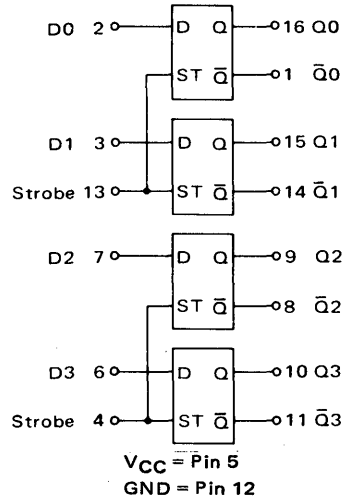 D0 2 D Q 16 Q0
ST Q̅ 1 Q̅0
D1 3 D Q 15 Q1
Strobe 13 ST Q̅ 14 Q̅1
D2 7 D Q 9 Q2
ST Q̅ 8 Q̅2
D3 6 D Q 10 Q3
Strobe 4 ST Q̅ 11 Q̅3
VCC = Pin 5
GND = Pin 12